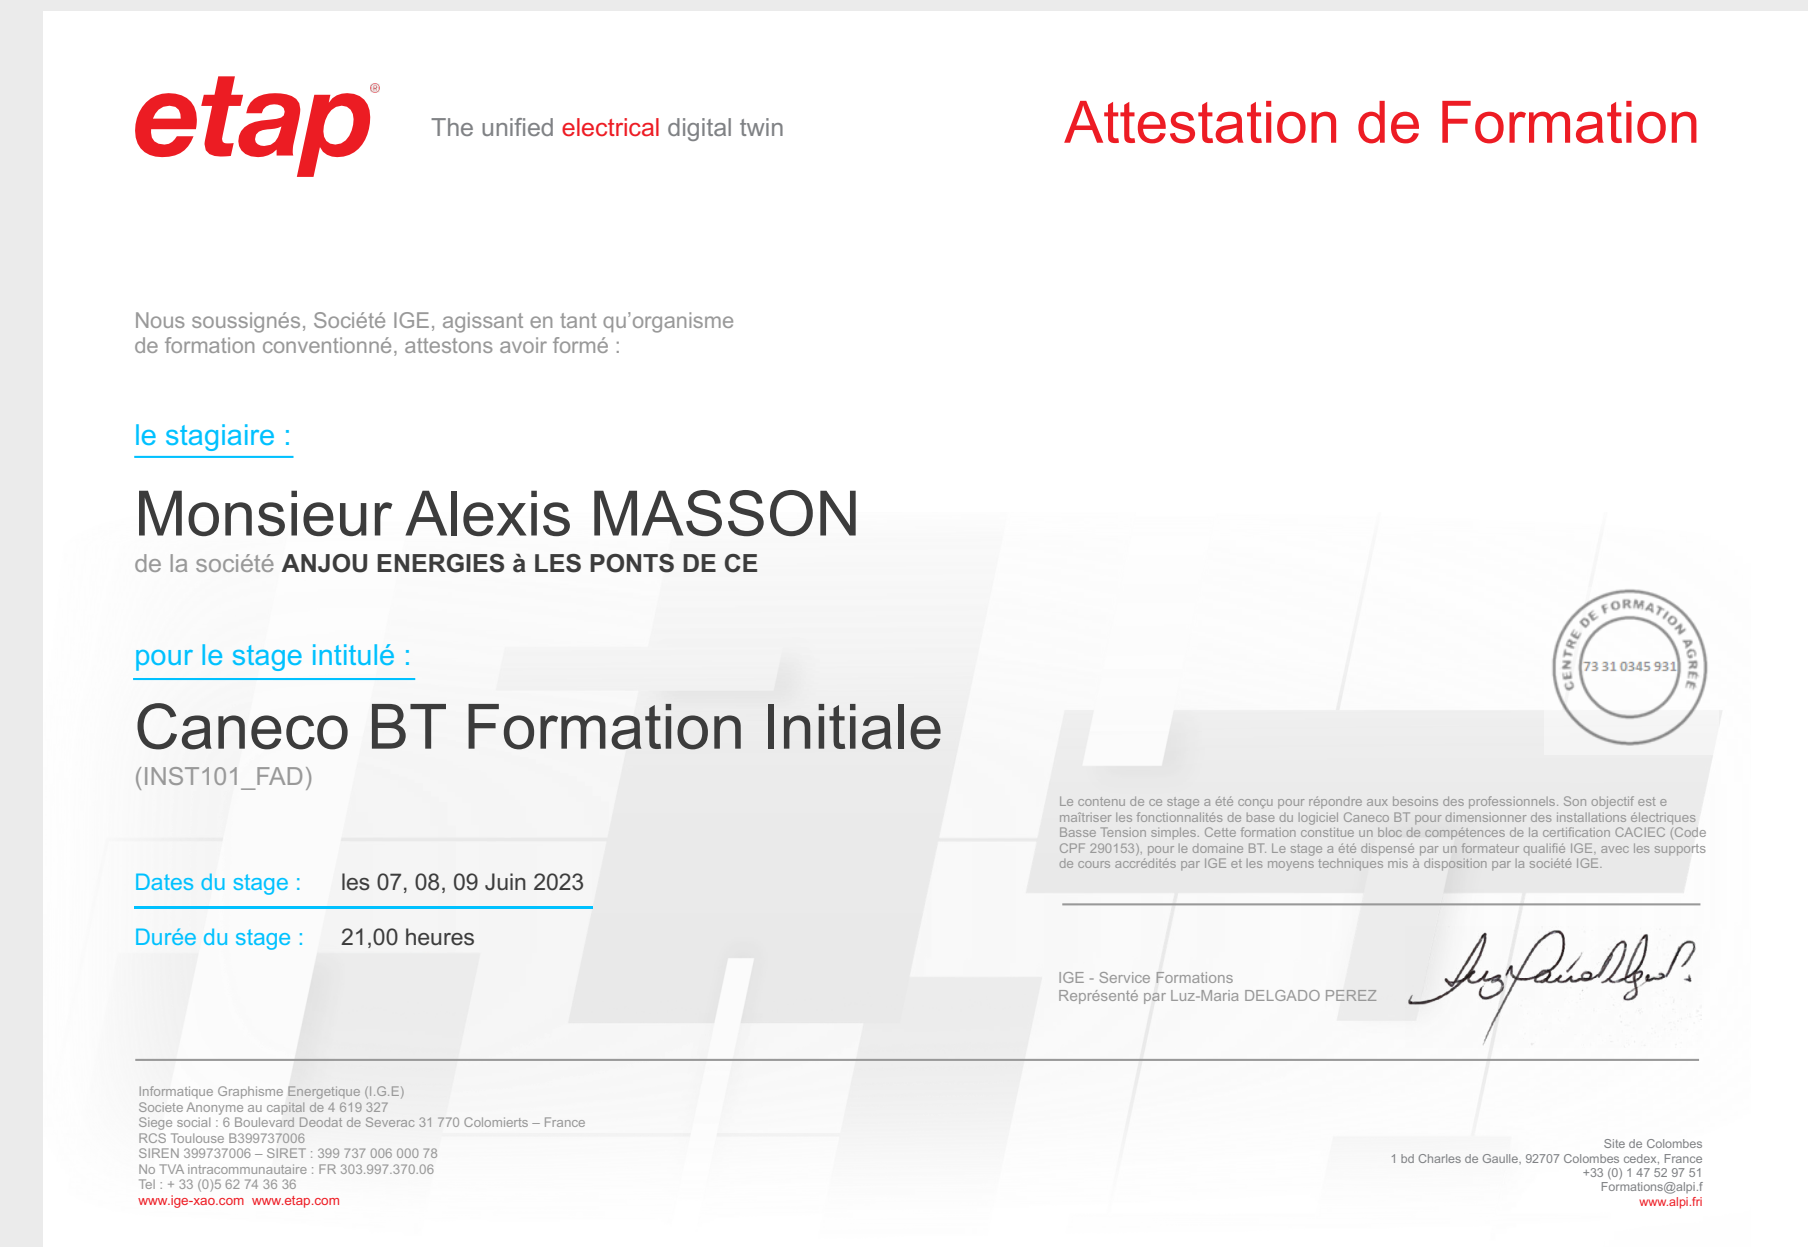 etap®
The unified electrical digital twin
Attestation de Formation
Nous soussignés, Société IGE, agissant en tant qu'organisme
de formation conventionné, attestons avoir formé :
le stagiaire :
Monsieur Alexis MASSON
de la société ANJOU ENERGIES à LES PONTS DE CE
pour le stage intitulé :
Caneco BT Formation Initiale
(INST101_FAD)
CENTRE DE FORMATION AGRÉÉ
73 31 0345 931
Le contenu de ce stage a été conçu pour répondre aux besoins des professionnels. Son objectif est e
maîtriser les fonctionnalités de base du logiciel Caneco BT pour dimensionner des installations électriques
Basse Tension simples. Cette formation constitue un bloc de compétences de la certification CACIEC (Code
CPF 290153), pour le domaine BT. Le stage a été dispensé par un formateur qualifié IGE, avec les supports
de cours accrédités par IGE et les moyens techniques mis à disposition par la société IGE.
Dates du stage : les 07, 08, 09 Juin 2023
Durée du stage : 21,00 heures
IGE - Service Formations
Représenté par Luz-Maria DELGADO PEREZ
Informatique Graphisme Energetique (I.G.E)
Societe Anonyme au capital de 4 619 327
Siege social : 6 Boulevard Deodat de Severac 31 770 Colomierts – France
RCS Toulouse B399737006
SIREN 399737006 – SIRET : 399 737 006 000 78
No TVA intracommunautaire : FR 303.997.370.06
Tel : + 33 (0)5 62 74 36 36
www.ige-xao.com www.etap.com
Site de Colombes
1 bd Charles de Gaulle, 92707 Colombes cedex, France
+33 (0) 1 47 52 97 51
Formations@alpi.f
www.alpi.fri